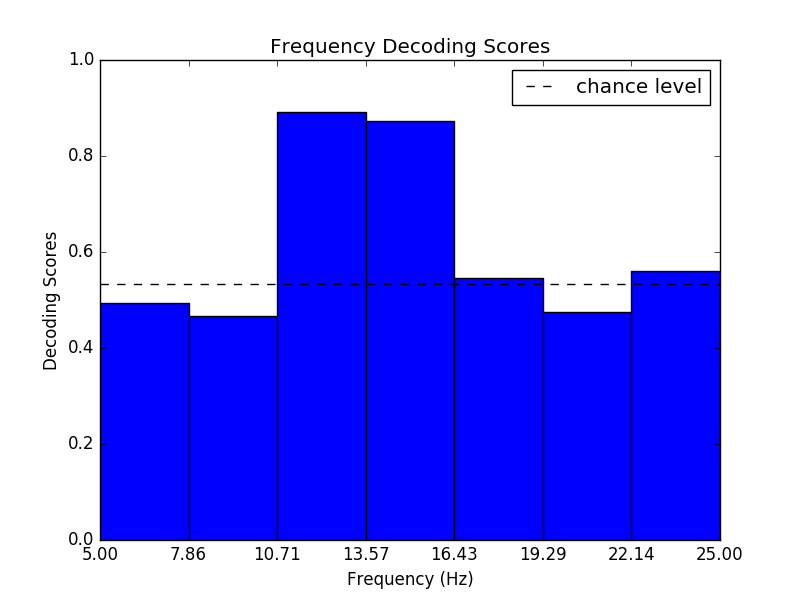 Frequency Decoding Scores
chance level
1.0
0.8
0.6
0.4
0.2
0.0
Decoding Scores
5.00 7.86 10.71 13.57 16.43 19.29 22.14 25.00
Frequency (Hz)